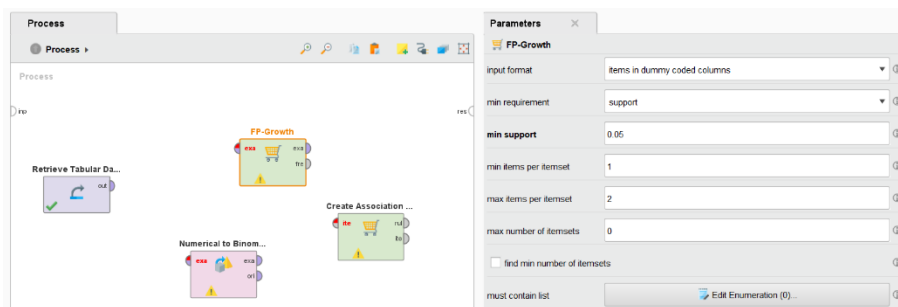 Process
Process
Process
inp
res
FP-Growth
exa
exa
fre
Retrieve Tabular Da...
out
Create Association ...
ite
rul
ite
Numerical to Binom...
exa
exa
ori
Parameters
FP-Growth
input format
items in dummy coded columns
min requirement
support
min support
0.05
min items per itemset
1
max items per itemset
2
max number of itemsets
0
find min number of itemsets
must contain list
Edit Enumeration (0)...